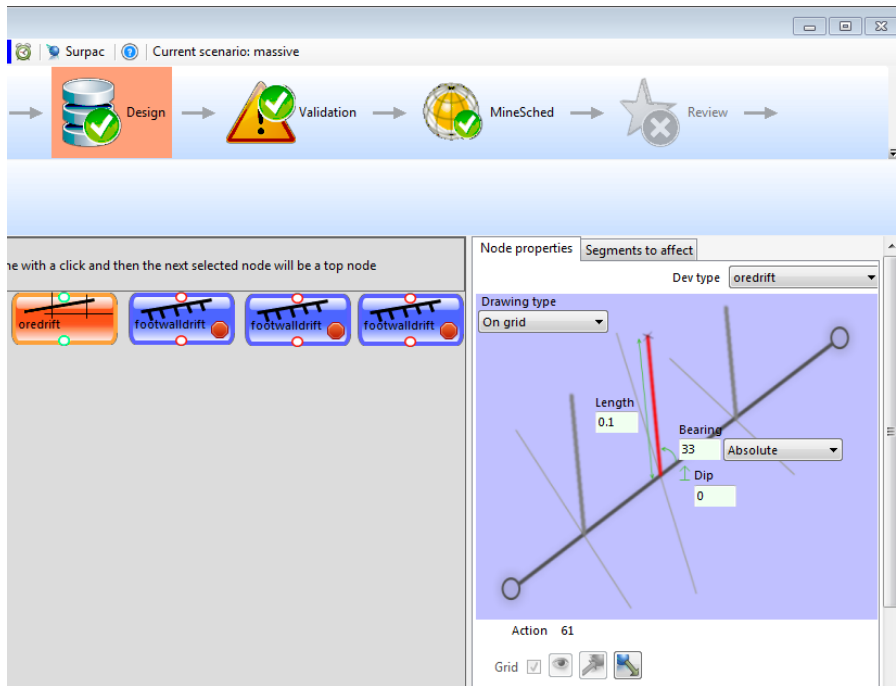 Surpac Current scenario: massive
Design Validation MineSched Review
ne with a click and then the next selected node will be a top node
oredrift footwalldrift footwalldrift footwalldrift
Node properties Segments to affect
Dev type oredrift
Drawing type
On grid
Length
0.1
Bearing
33 Absolute
Dip
0
Action 61
Grid